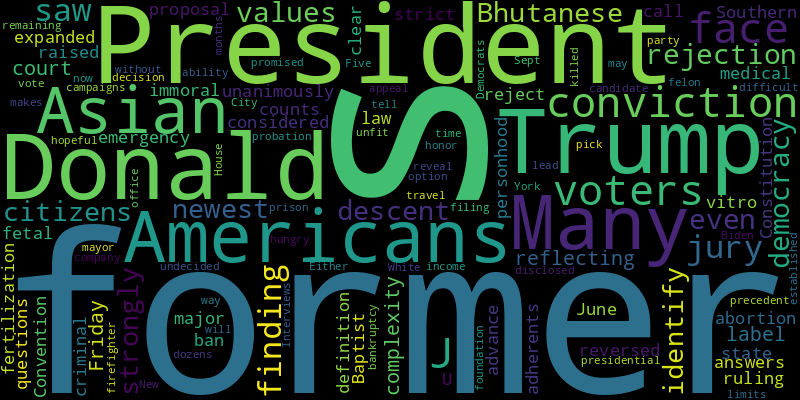 saw
proposal
values
Bhutanese
call
strict
Southern
remaining
expanded
President
clear
face
raised
months
promised
Five
Democrats
killed
party
rejection
court
now
without
ability
Sept
may
medical
vote
decision
campaigns
immoral
unanimously
appeal
reject
candidate
felon
difficult
makes
Asian
City
counts
tell
S
conviction
considered
law
time
hopeful
emergency
probation
unfit
honor
Trump
personhood
pick
Constitution
democracy
Donald
House
reveal
option
lead
voters
Office
travel
York
vitro
citizens
newest
prison
descent
filing
Many
even
fetal
Americans
mayor
hungry
Biden
jury
company
reflecting
established
undecided
Either
White
income
disclosed
former
fertilization
questions
Convention
criminal
Friday
firefighter
strongly
way
major
will
ban
dozens
New
finding
Interviews
definition
Baptist
bankruptcy
complexity
J
U
foundation
advance
adherents
June
reversed
presidential
identify
precedent
abortion
label
state
answers
ruling
limits